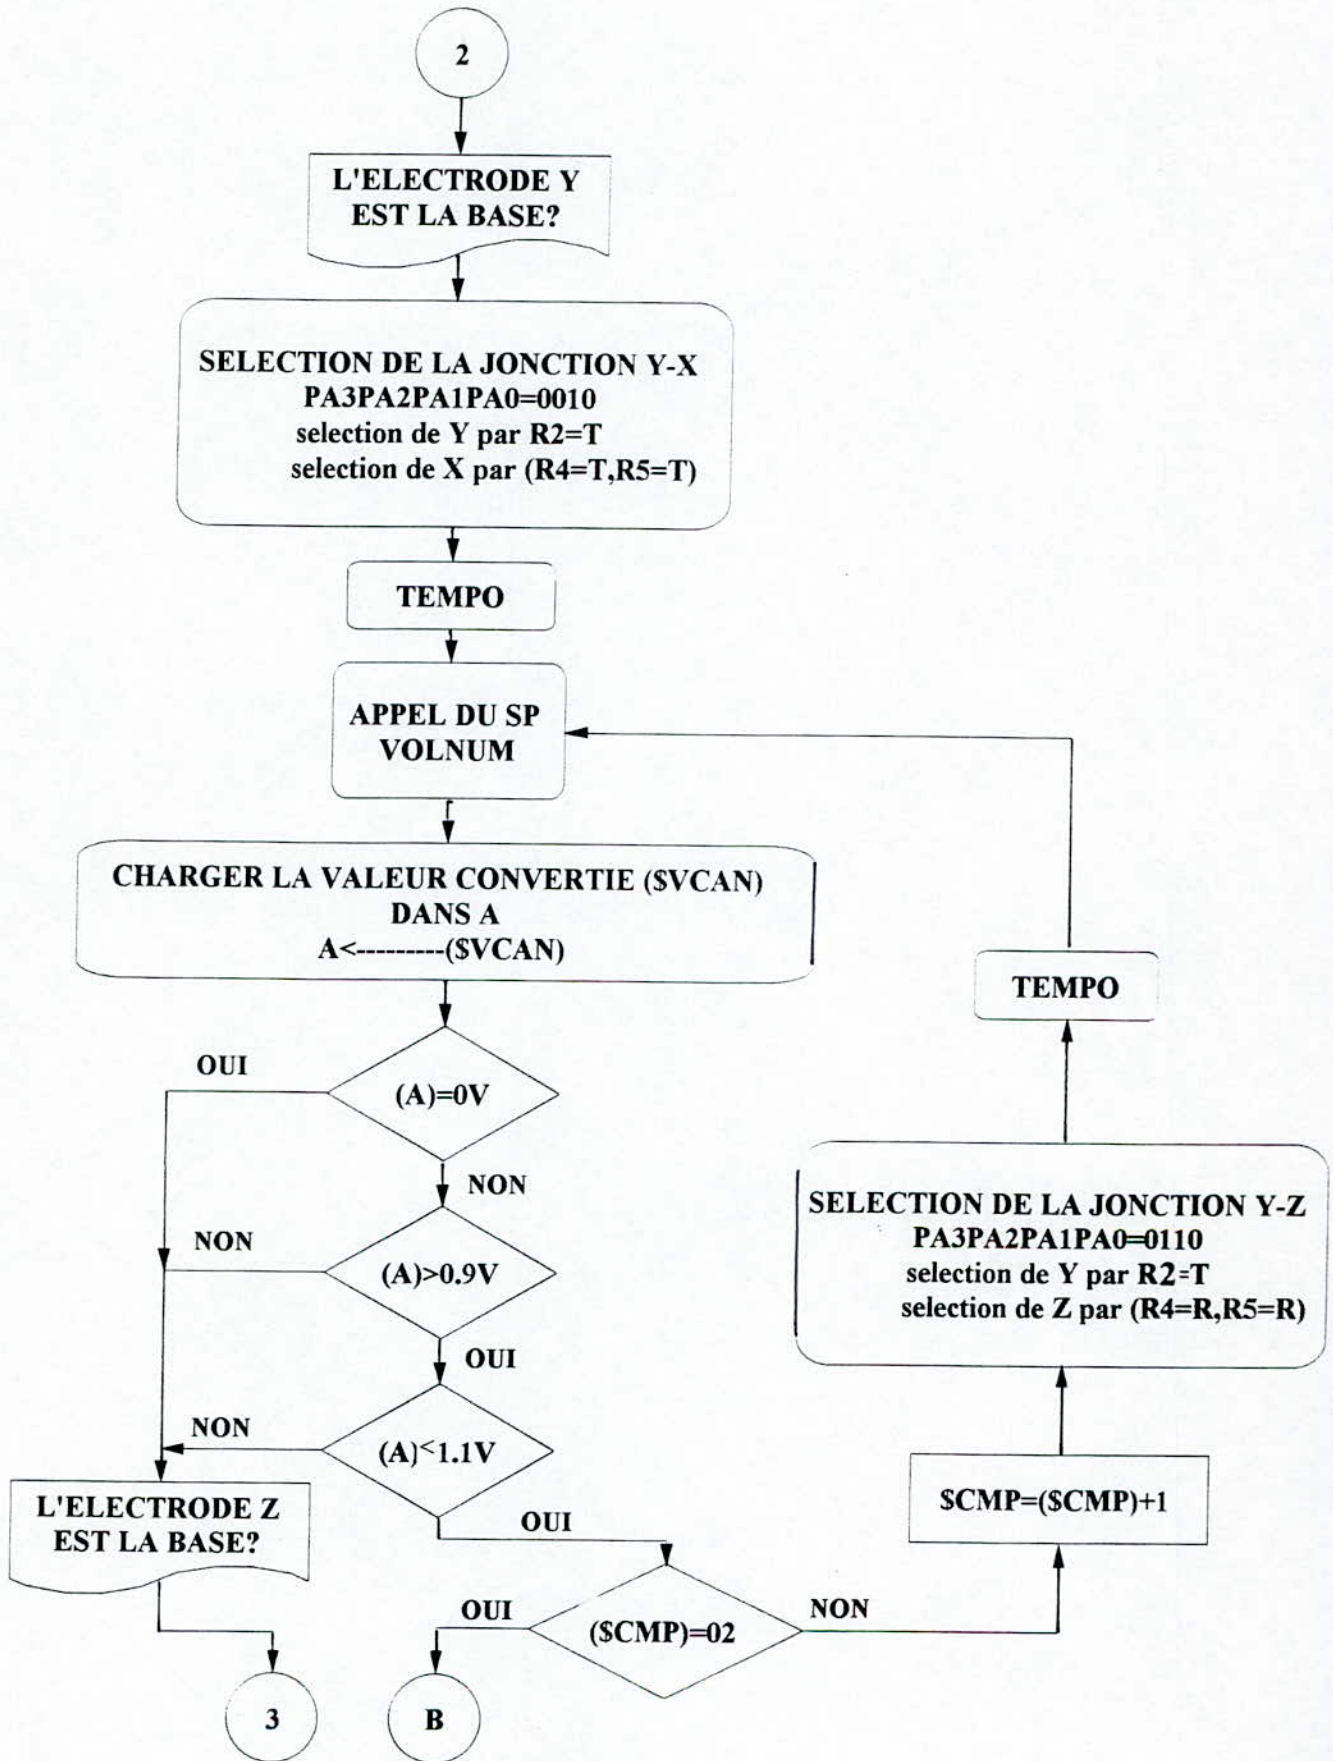 2
L'ELECTRODE Y
EST LA BASE?
SELECTION DE LA JONCTION Y-X
PA3PA2PA1PA0=0010
selection de Y par R2=T
selection de X par (R4=T,R5=T)
TEMPO
APPEL DU SP
VOLNUM
CHARGER LA VALEUR CONVERTIE ($VCAN)
DANS A
A<---------($VCAN)
TEMPO
OUI
(A)=0V
NON
SELECTION DE LA JONCTION Y-Z
PA3PA2PA1PA0=0110
selection de Y par R2=T
selection de Z par (R4=R,R5=R)
NON
(A)>0.9V
OUI
NON
(A)<1.1V
$CMP=($CMP)+1
L'ELECTRODE Z
EST LA BASE?
OUI
OUI
($CMP)=02
NON
3
B